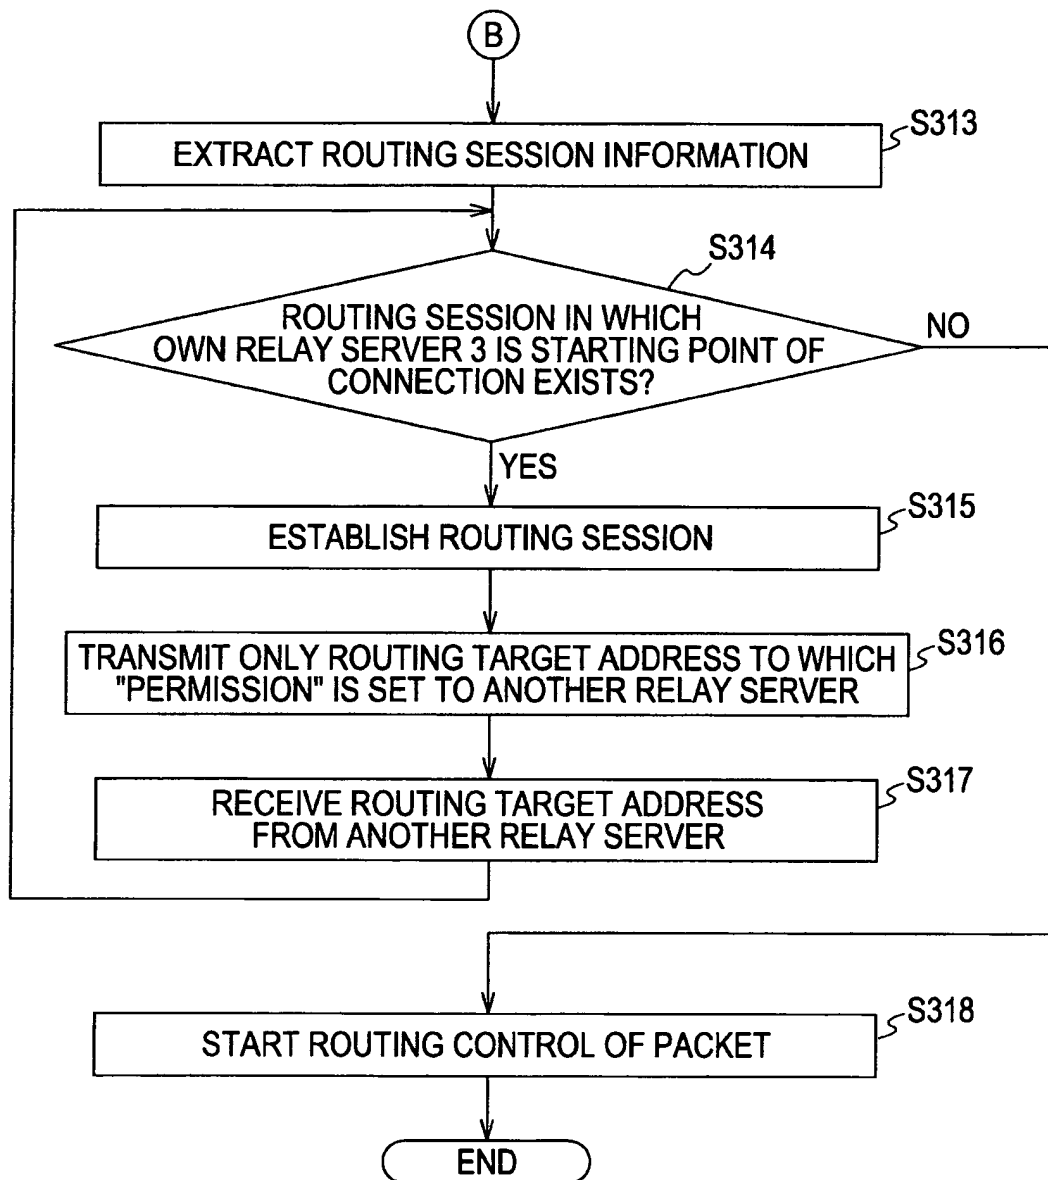 B
S313
EXTRACT ROUTING SESSION INFORMATION
S314
ROUTING SESSION IN WHICH
OWN RELAY SERVER 3 IS STARTING POINT OF
CONNECTION EXISTS?
NO
YES
S315
ESTABLISH ROUTING SESSION
S316
TRANSMIT ONLY ROUTING TARGET ADDRESS TO WHICH
"PERMISSION" IS SET TO ANOTHER RELAY SERVER
S317
RECEIVE ROUTING TARGET ADDRESS
FROM ANOTHER RELAY SERVER
S318
START ROUTING CONTROL OF PACKET
END